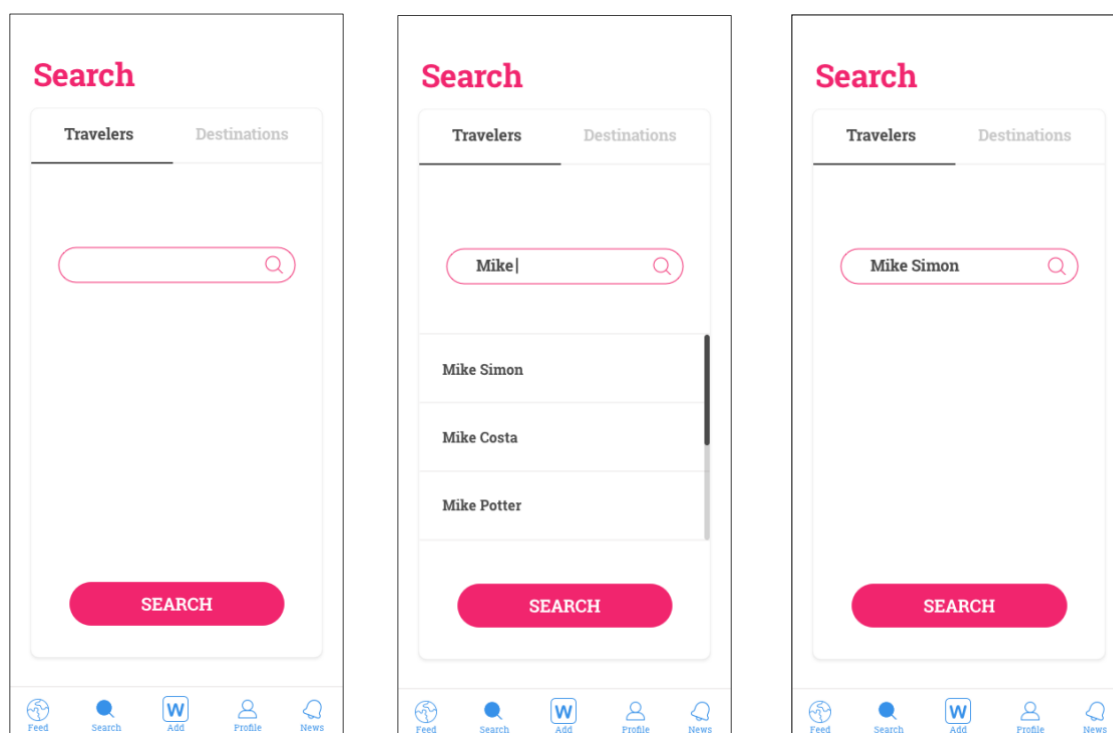 Search
Travelers Destinations
SEARCH
Feed Search W Add Profile News
Search
Travelers Destinations
Mike
Mike Simon
Mike Costa
Mike Potter
SEARCH
Feed Search W Add Profile News
Search
Travelers Destinations
Mike Simon
SEARCH
Feed Search W Add Profile News